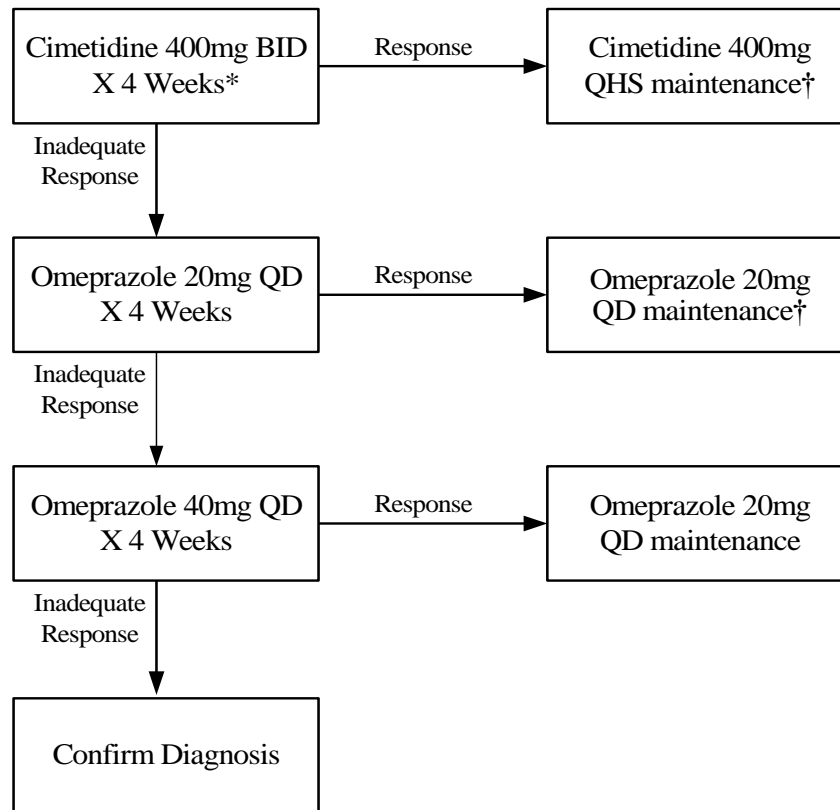 Cimetidine 400mg BID
X 4 Weeks*
Response
Cimetidine 400mg
QHS maintenance†
Inadequate
Response
Omeprazole 20mg QD
X 4 Weeks
Response
Omeprazole 20mg
QD maintenance†
Inadequate
Response
Omeprazole 40mg QD
X 4 Weeks
Response
Omeprazole 20mg
QD maintenance
Inadequate
Response
Confirm Diagnosis